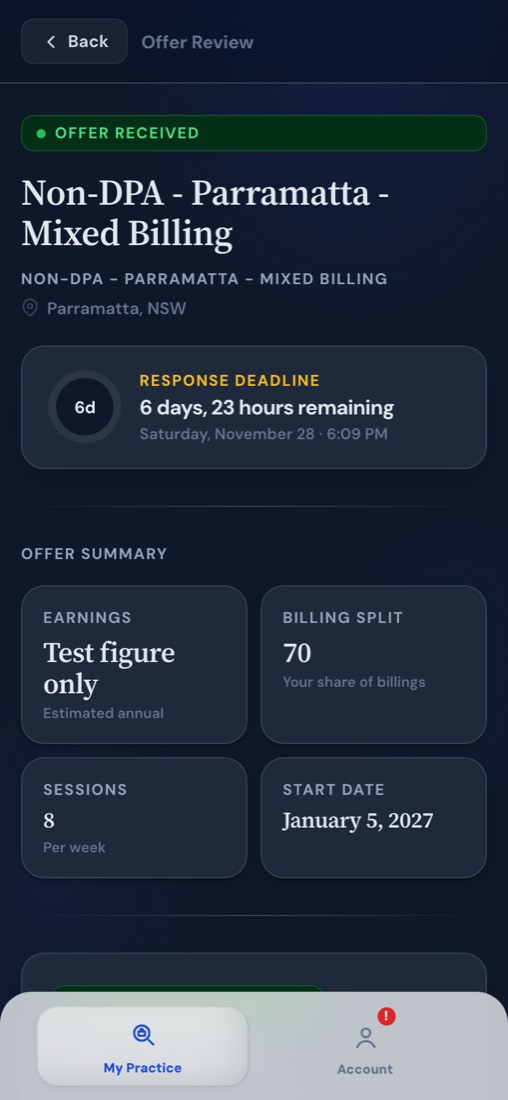 Back
Offer Review
OFFER RECEIVED
Non-DPA - Parramatta -
Mixed Billing
NON-DPA - PARRAMATTA - MIXED BILLING
Parramatta, NSW
6d
RESPONSE DEADLINE
6 days, 23 hours remaining
Saturday, November 28 · 6:09 PM
OFFER SUMMARY
EARNINGS
Test figure
only
Estimated annual
BILLING SPLIT
70
Your share of billings
SESSIONS
8
Per week
START DATE
January 5, 2027
My Practice
!
Account